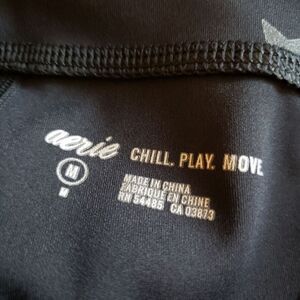 aerie CHILL. PLAY. MOVE
M
M
MADE IN CHINA
FABRIQUE EN CHINE
RN 54485 CA 03873